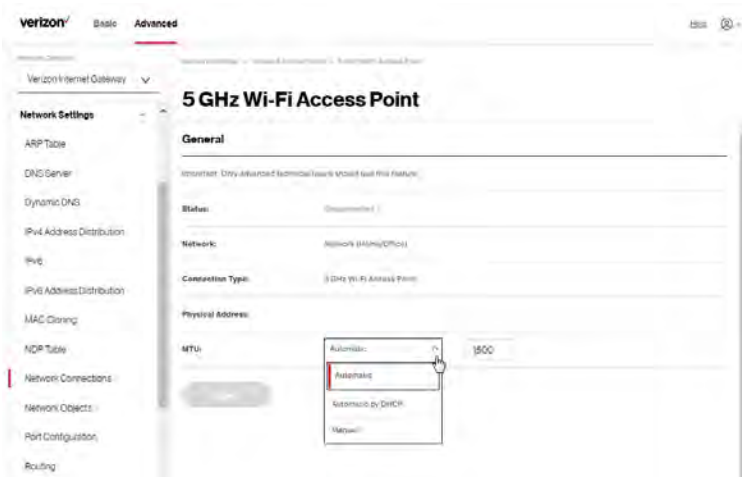 verizon✓ Basic Advanced
Help
Verizon Internet Gateway
5 GHz Wi-Fi Access Point
Network Settings
General
ARP Table
DNS Server
Important: Only advanced technical users should use this feature.
Dynamic DNS
Status:
IPv4 Address Distribution
Network: Network (Home/Office)
IPv6
Connection Type: 5 GHz Wi-Fi Access Point
IPv6 Address Distribution
MAC Cloning
Physical Address:
NDP Table
MTU: Automatic 1500
Network Connections
Automatic
Network Objects
Automatic by DHCP
Manual
Port Configuration
Routing